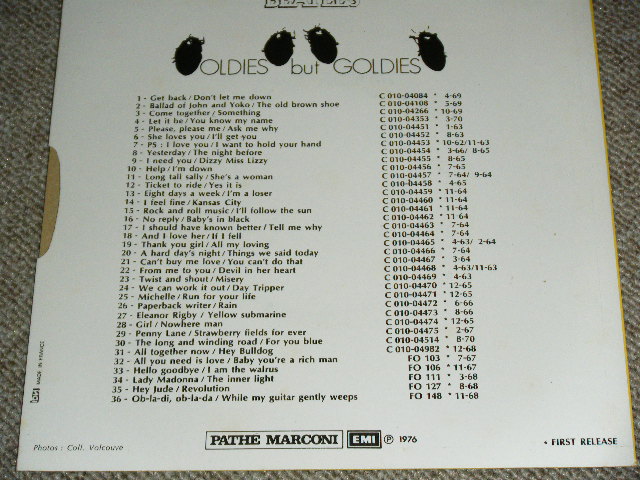 BEATLES
OLDIES but GOLDIES
1 - Get back / Don't let me down C 010-04084 * 4-69
2 - Ballad of John and Yoko / The old brown shoe C 010-04108 * 5-69
3 - Come together / Something C 010-04266 * 10-69
4 - Let it be / You know my name C 010-04353 * 3-70
5 - Please, please me / Ask me why C 010-04451 * 1-63
6 - She loves you / I'll get you C 010-04452 * 8-63
7 - PS : I love you / I want to hold your hand C 010-04453 * 10-62/11-63
8 - Yesterday / The night before C 010-04454 * 3-66/ 8-65
9 - I need you / Dizzy Miss Lizzy C 010-04455 * 8-65
10 - Help / I'm down C 010-04456 * 7-65
11 - Long tall sally / She's a woman C 010-04457 * 7-64/ 9-64
12 - Ticket to ride / Yes it is C 010-04458 * 4-65
13 - Eight days a week / I'm a loser C 010-04459 * 11-64
14 - I feel fine / Kansas City C 010-04460 * 11-64
15 - Rock and roll music / I'll follow the sun C 010-04461 * 11-64
16 - No reply / Baby's in black C 010-04462 * 11-64
17 - I should have known better / Tell me why C 010-04463 * 7-64
18 - And I love her / If I fell C 010-04464 * 7-64
19 - Thank you girl / All my loving C 010-04465 * 4-63/ 2-64
20 - A hard day's night / Things we said today C 010-04466 * 7-64
21 - Can't buy me love / You can't do that C 010-04467 * 3-64
22 - From me to you / Devil in her heart C 010-04468 * 4-63/11-63
23 - Twist and shout / Misery C 010-04469 * 4-63
24 - We can work it out / Day Tripper C 010-04470 * 12-65
25 - Michelle / Run for your life C 010-04471 * 12-65
26 - Paperback writer / Rain C 010-04472 * 6-66
27 - Eleanor Rigby / Yellow submarine C 010-04473 * 8-66
28 - Girl / Nowhere man C 010-04474 * 12-65
29 - Penny Lane / Strawberry fields for ever C 010-04475 * 2-67
30 - The long and winding road / For you blue C 010-04514 * 8-70
31 - All together now / Hey Bulldog C 010-04982 * 12-68
32 - All you need is love / Baby you're a rich man FO 103 * 7-67
33 - Hello goodbye / I am the walrus FO 106 * 11-67
34 - Lady Madonna / The inner light FO 111 * 3-68
35 - Hey Jude / Revolution FO 127 * 8-68
36 - Ob-la-di, ob-la-da / While my guitar gently weeps FO 148 * 11-68
EMI MADE IN FRANCE
Photos : Coll. Volcouve
PATHE MARCONI EMI ℗ 1976
* FIRST RELEASE